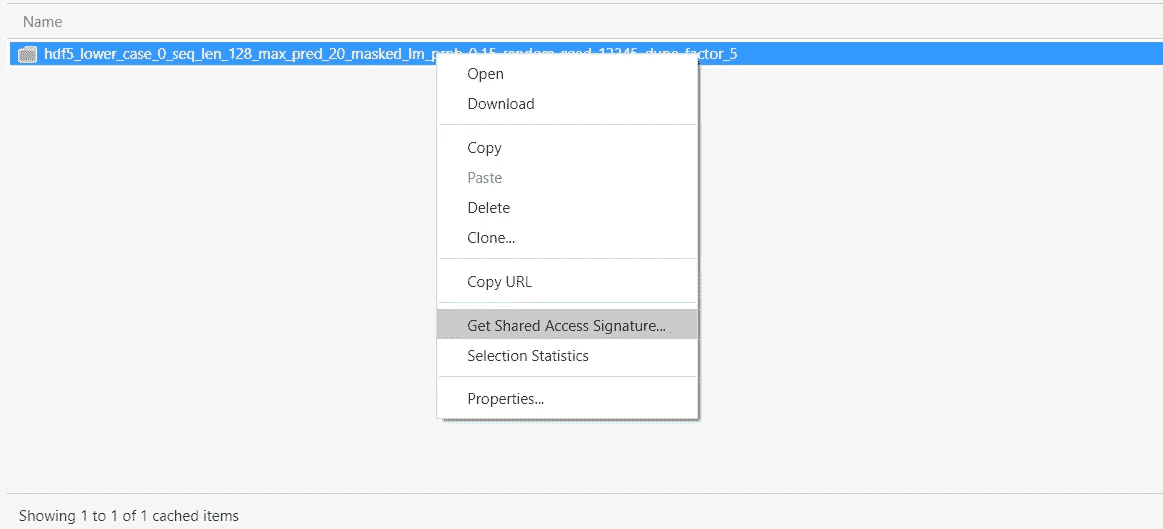 Name
hdf5_lower_case_0_seq_len_128_max_pred_20_masked_lm_prob_0.15_random_seed_12345_dupe_factor_5
Open
Download
Copy
Paste
Delete
Clone...
Copy URL
Get Shared Access Signature...
Selection Statistics
Properties...
Showing 1 to 1 of 1 cached items